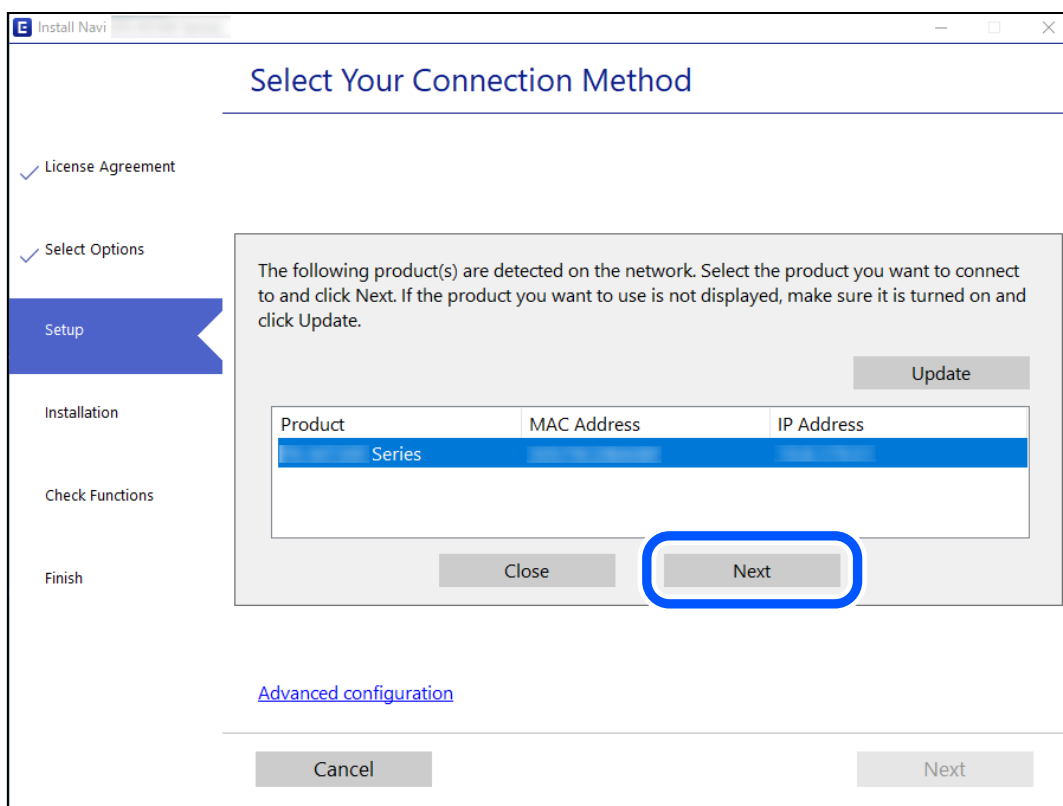 E Install Navi
Select Your Connection Method
License Agreement
Select Options
Setup
Installation
Check Functions
Finish
The following product(s) are detected on the network. Select the product you want to connect
to and click Next. If the product you want to use is not displayed, make sure it is turned on and
click Update.
Update
Product MAC Address IP Address
Series
Close Next
Advanced configuration
Cancel Next